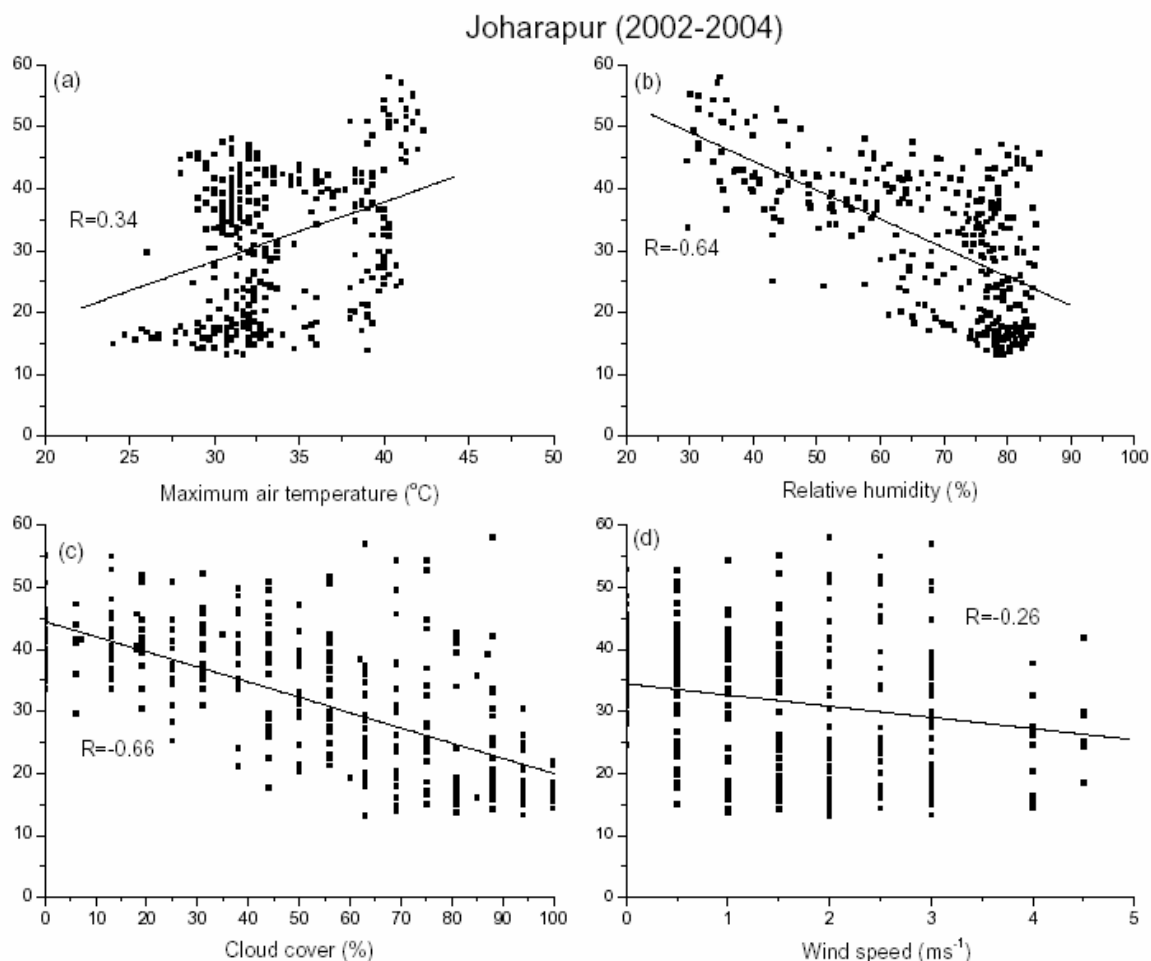 Joharapur (2002-2004)
60
50
40
30
20
10
0
(a)
R=0.34
20 25 30 35 40 45 50
Maximum air temperature (°C)
60
50
40
30
20
10
0
(b)
R=-0.64
20 30 40 50 60 70 80 90 100
Relative humidity (%)
60
50
40
30
20
10
0
(c)
R=-0.66
0 10 20 30 40 50 60 70 80 90 100
Cloud cover (%)
60
50
40
30
20
10
0
(d)
R=-0.26
0 1 2 3 4 5
Wind speed (ms⁻¹)